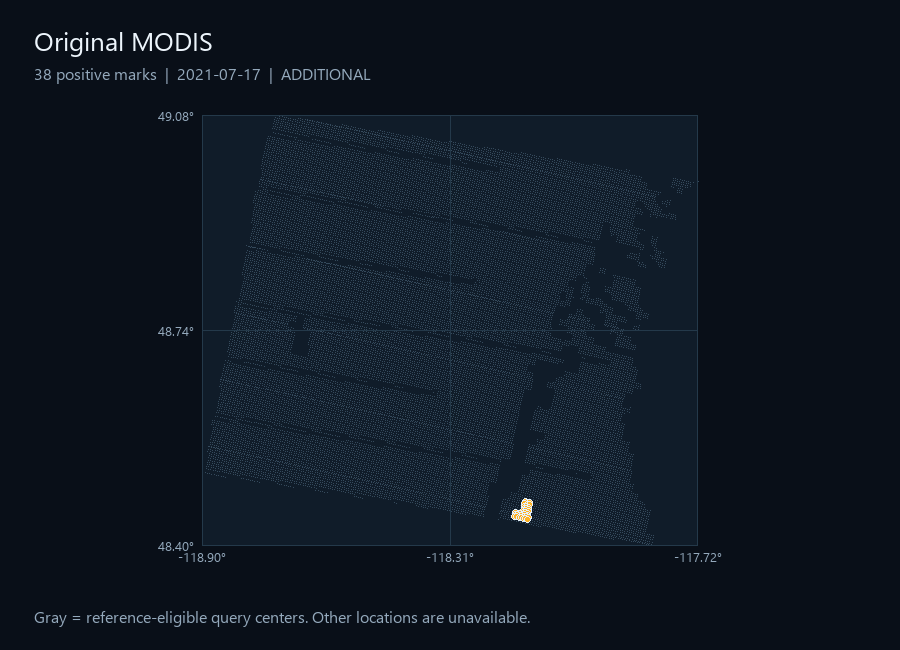 Original MODIS
38 positive marks | 2021-07-17 | ADDITIONAL
49.08°
48.74°
48.40°
-118.90°
-118.31°
-117.72°
Gray = reference-eligible query centers. Other locations are unavailable.